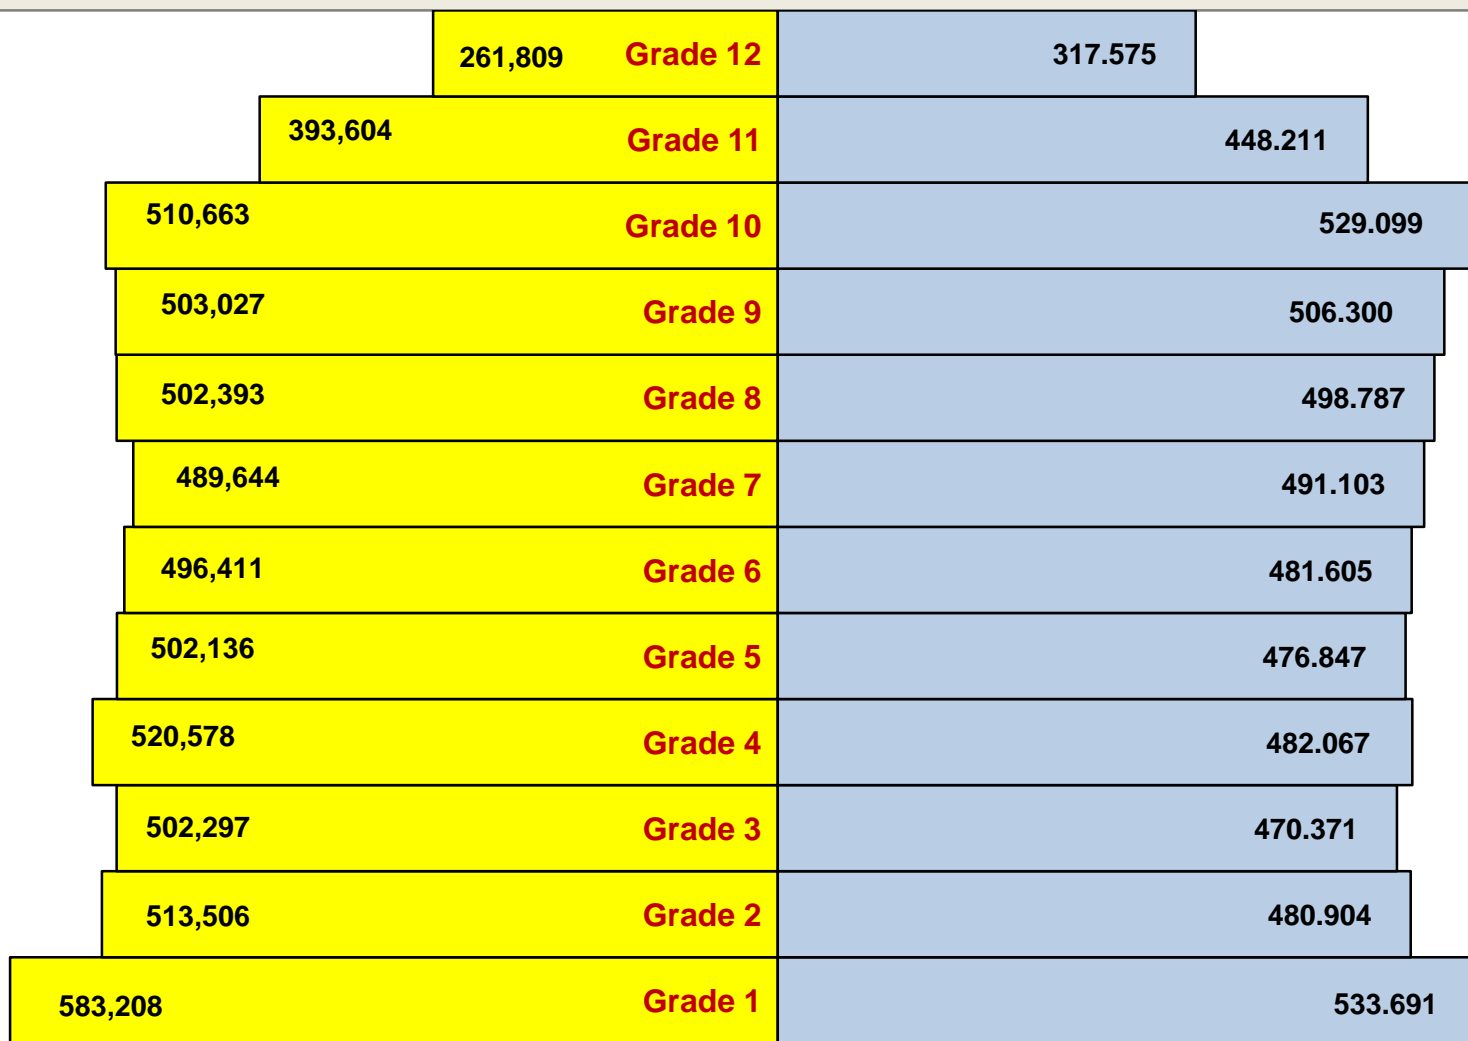 261,809 Grade 12 317.575
393,604 Grade 11 448.211
510,663 Grade 10 529.099
503,027 Grade 9 506.300
502,393 Grade 8 498.787
489,644 Grade 7 491.103
496,411 Grade 6 481.605
502,136 Grade 5 476.847
520,578 Grade 4 482.067
502,297 Grade 3 470.371
513,506 Grade 2 480.904
583,208 Grade 1 533.691